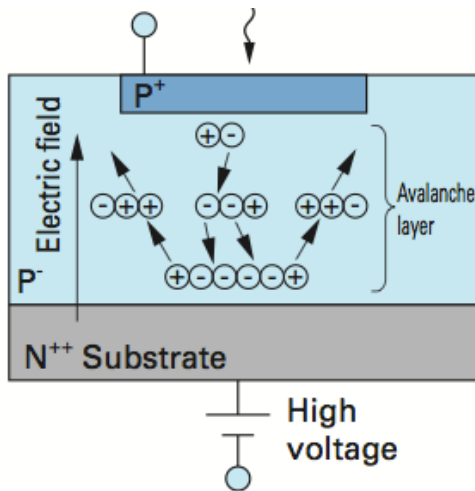 P+
Electric field
+ -
Avalanche
layer
- + +
- - +
+ + -
P-
+ - - - - +
N++ Substrate
High
voltage